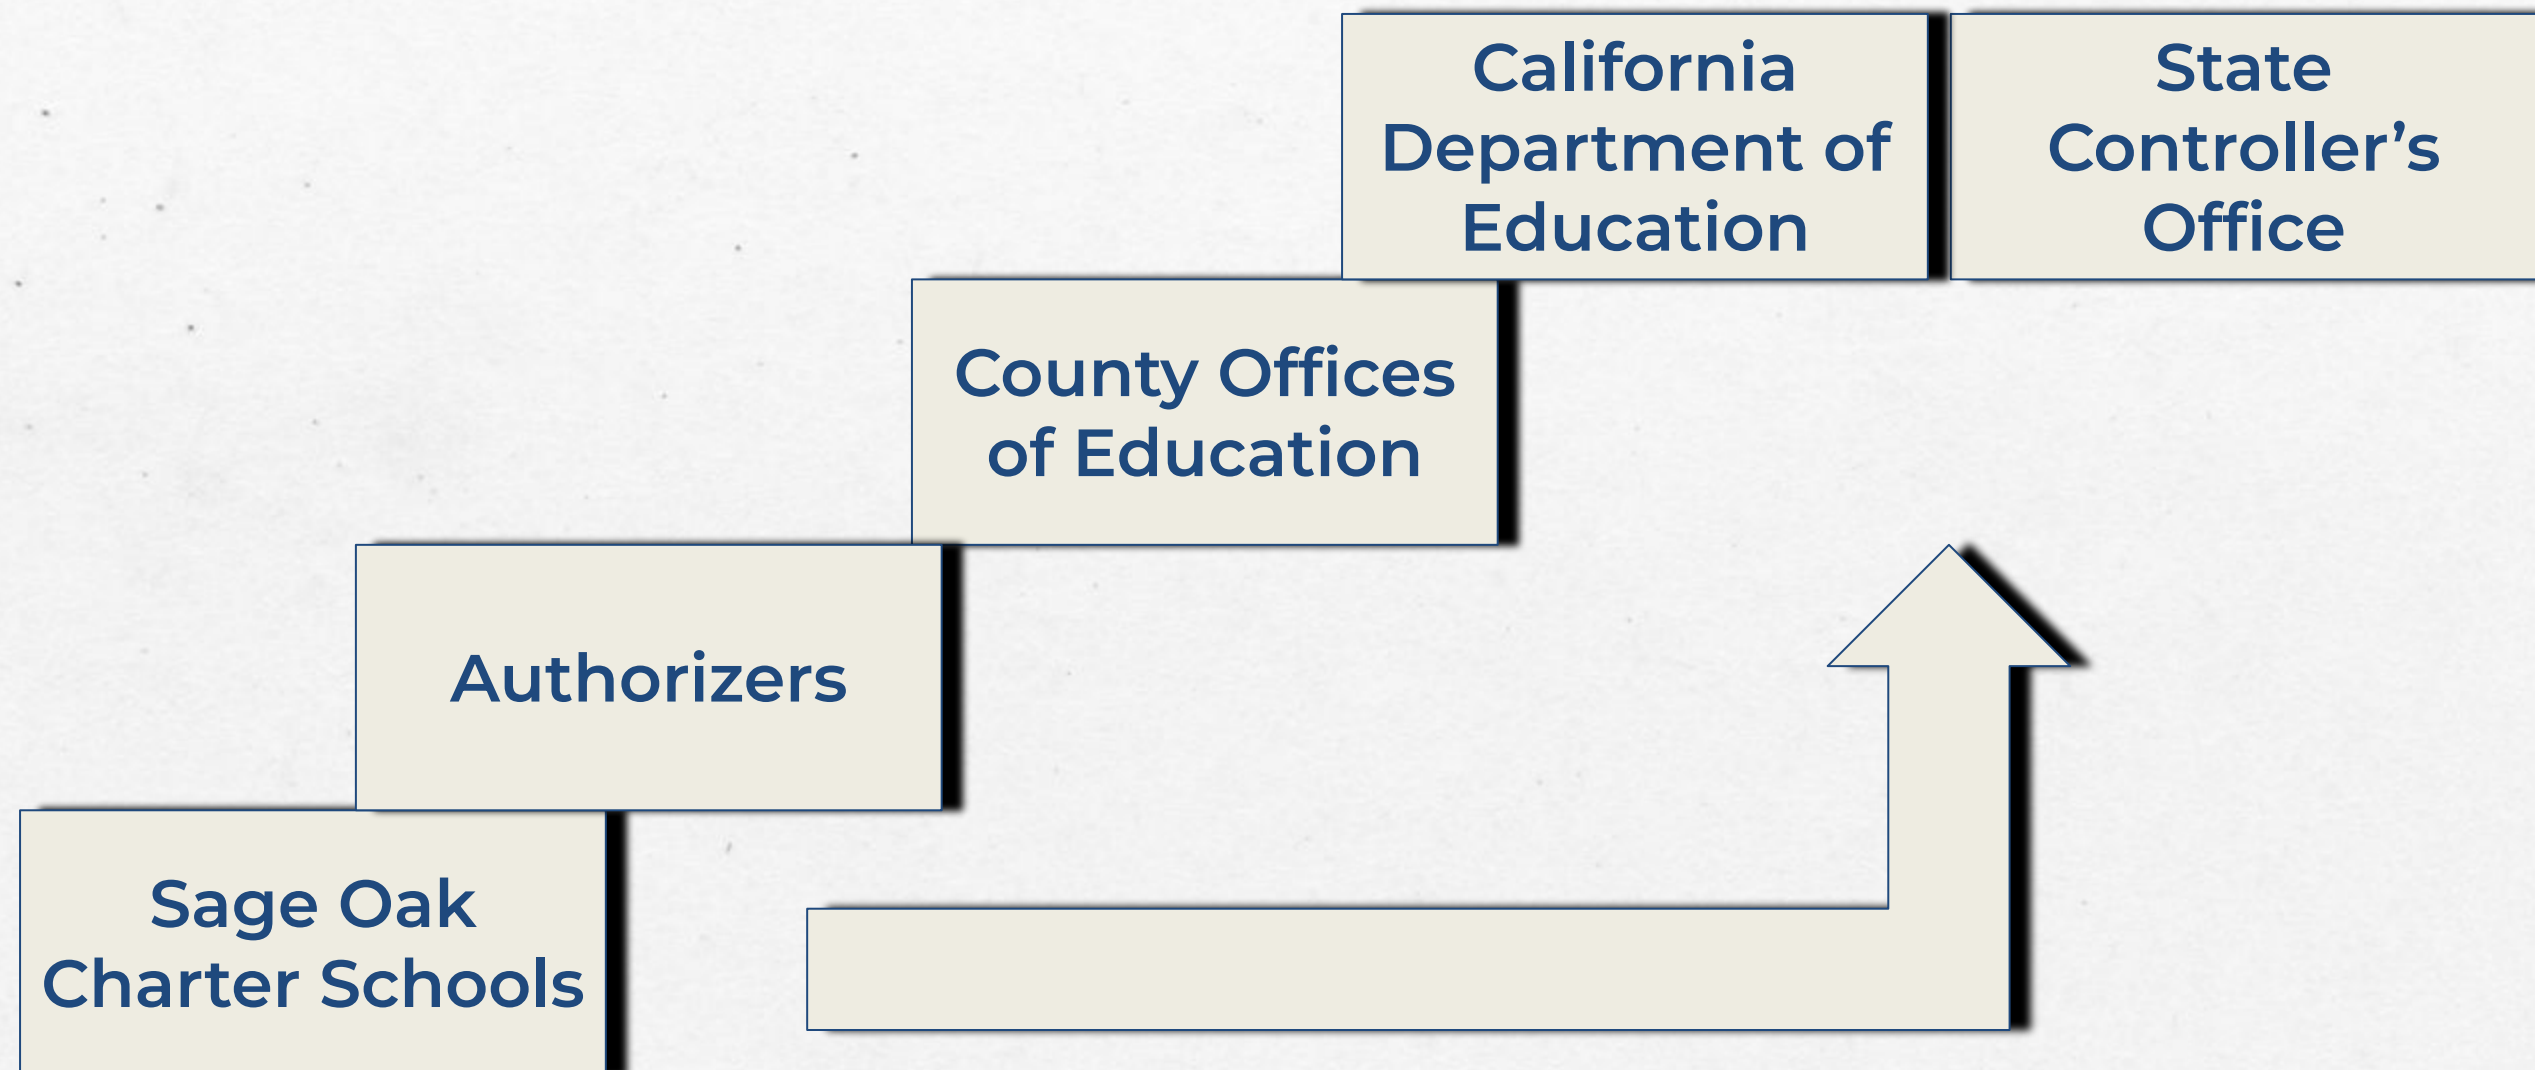 California
Department of
Education
State
Controller’s
Office
County Offices
of Education
Authorizers
Sage Oak
Charter Schools